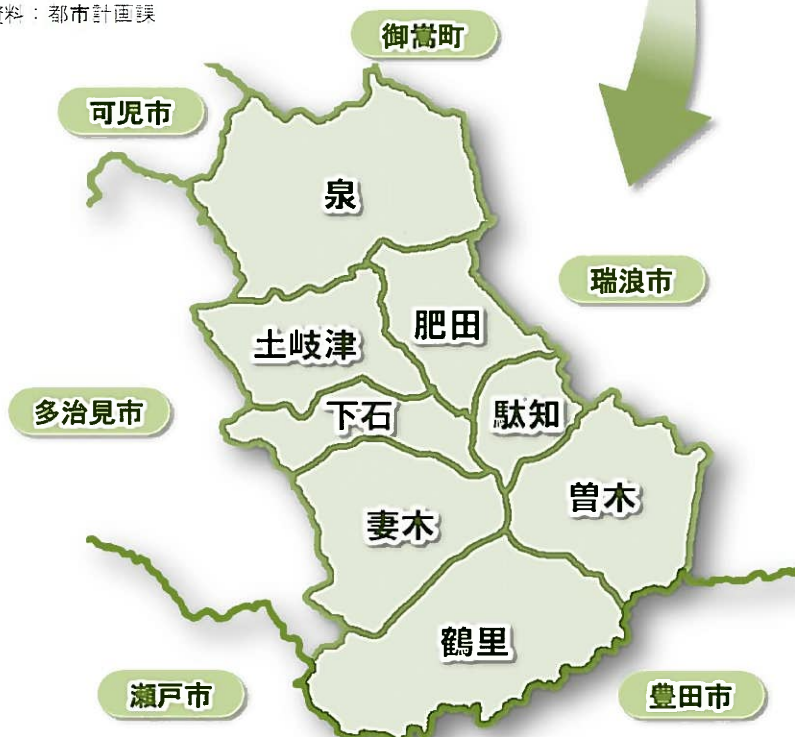 資料：都市計画課
御嵩町
可児市
泉
瑞浪市
肥田
土岐津
多治見市
下石
駄知
曽木
妻木
鶴里
瀬戸市
豊田市